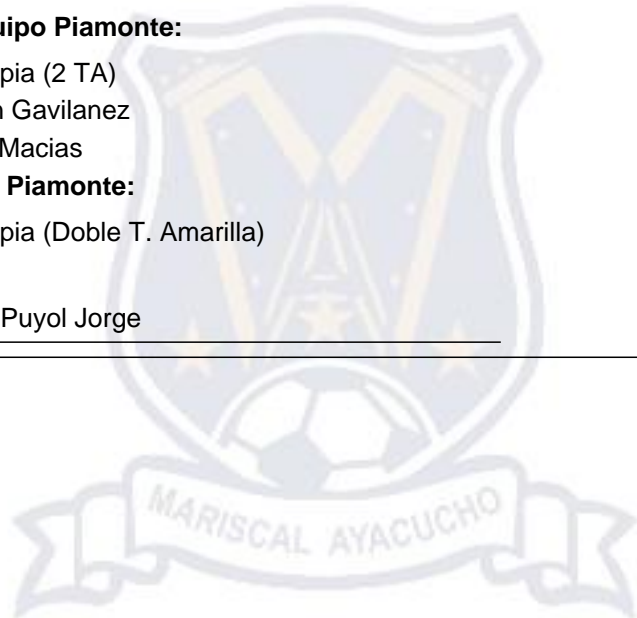 uipo Piamonte:
pia (2 TA)
n Gavilanez
Macias
Piamonte:
pia (Doble T. Amarilla)
Puyol Jorge
MARISCAL AYACUCHO